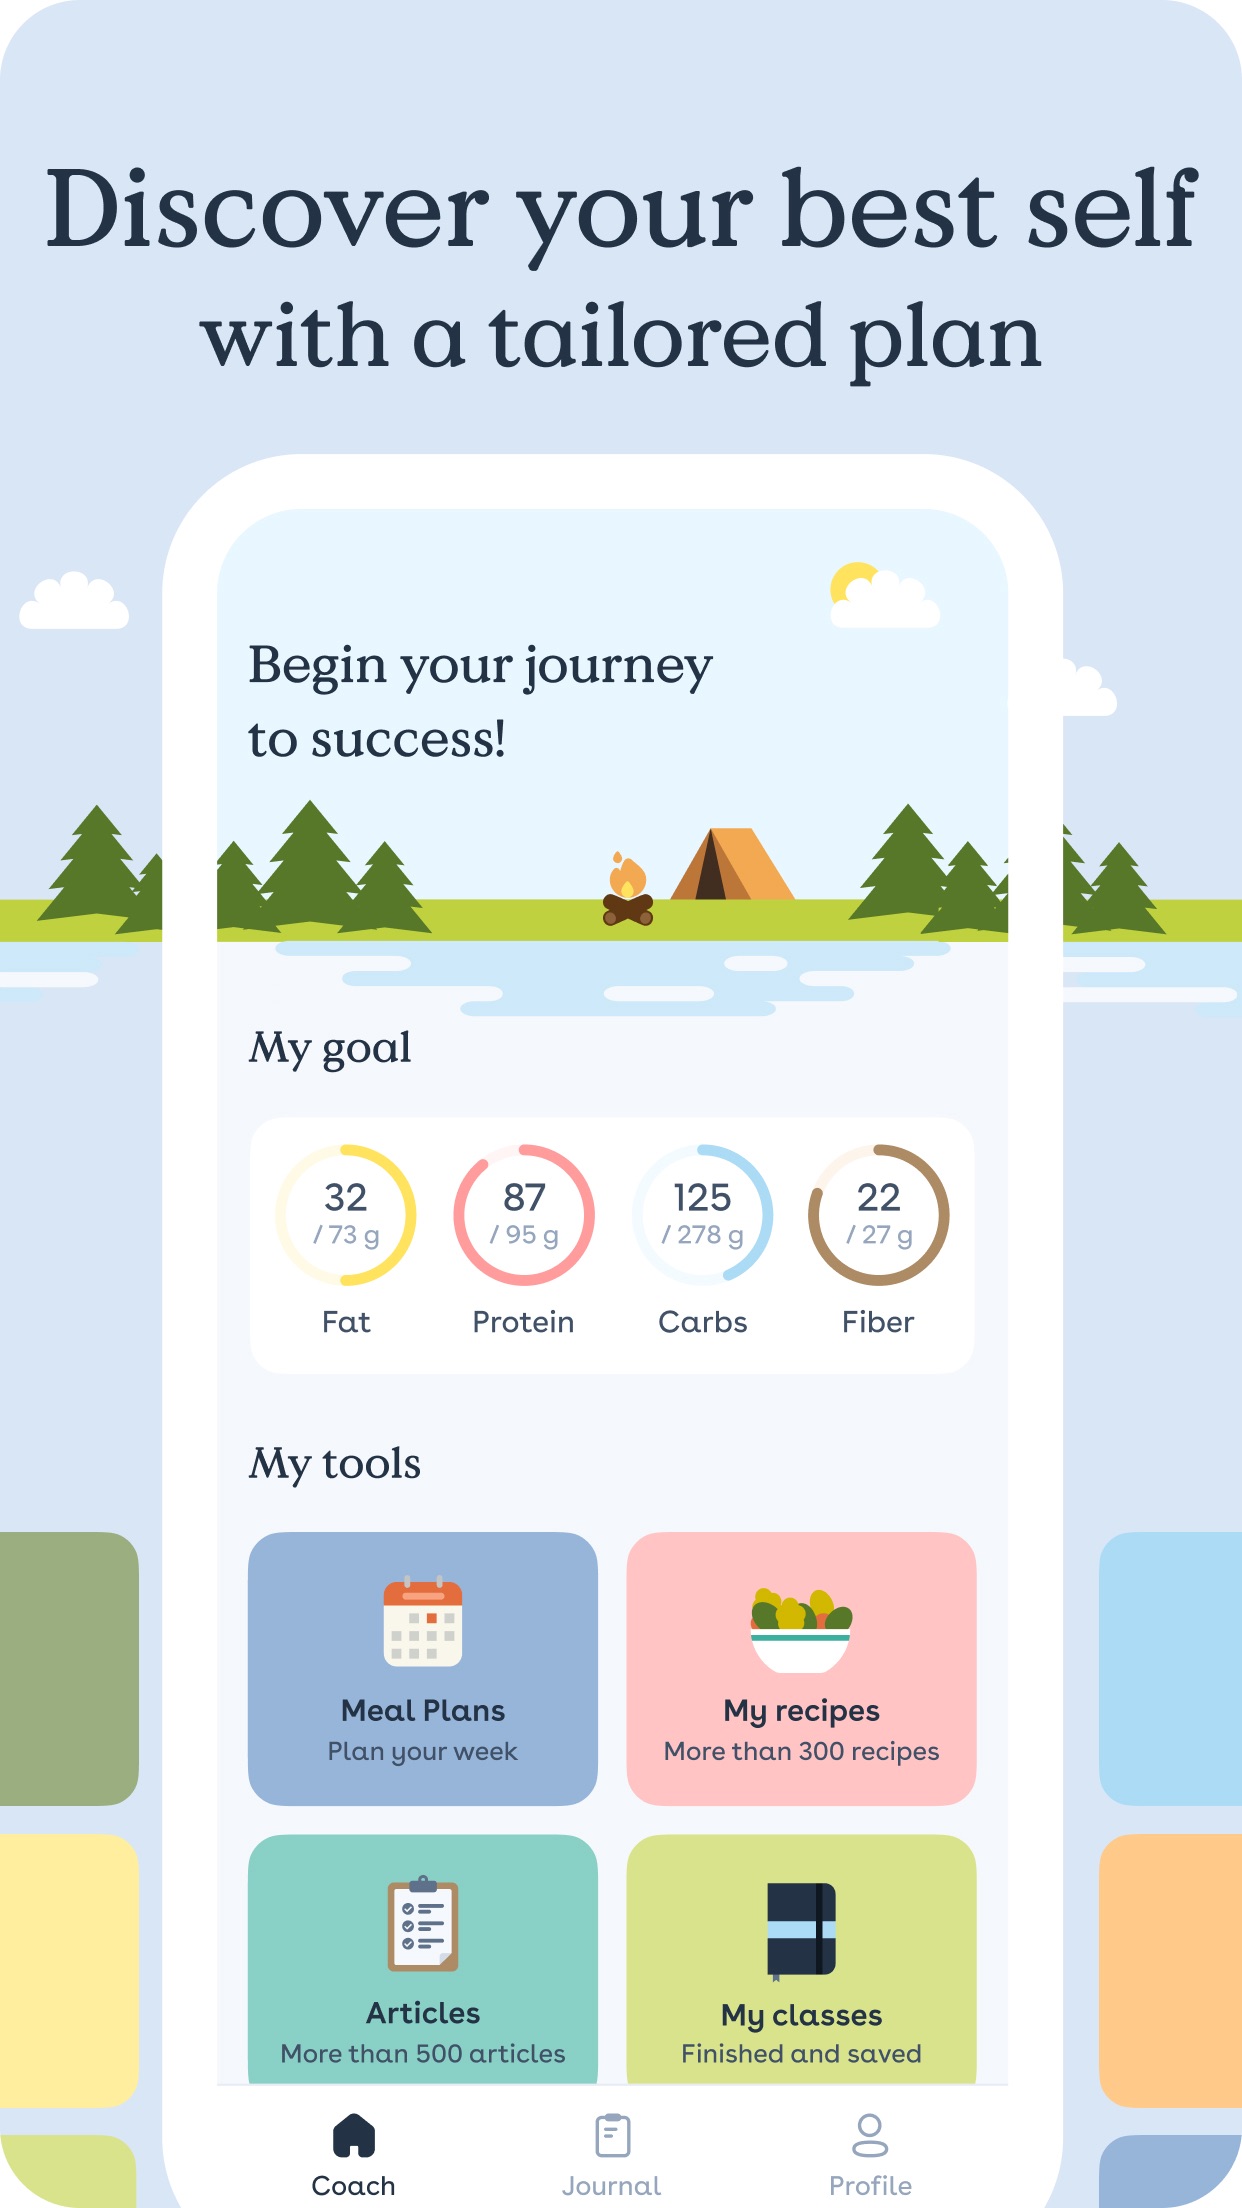 Discover your best self
with a tailored plan
Begin your journey
to success!
My goal
32
/ 73 g
Fat
87
/ 95 g
Protein
125
/ 278 g
Carbs
22
/ 27 g
Fiber
My tools
Meal Plans
Plan your week
My recipes
More than 300 recipes
Articles
More than 500 articles
My classes
Finished and saved
Coach
Journal
Profile